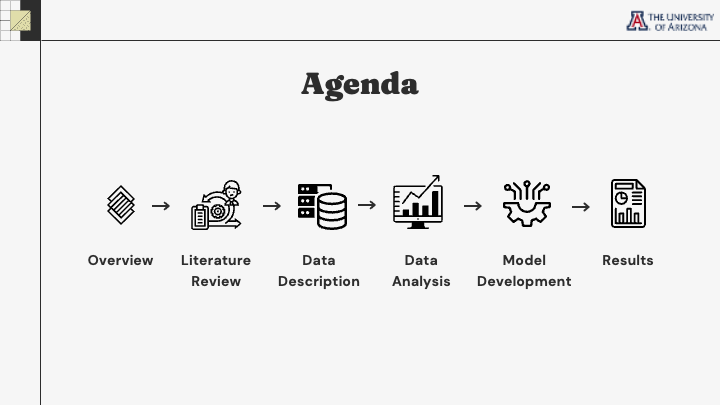 THE UNIVERSITY
OF ARIZONA
Agenda
Overview
Literature
Review
Data
Description
Data
Analysis
Model
Development
Results